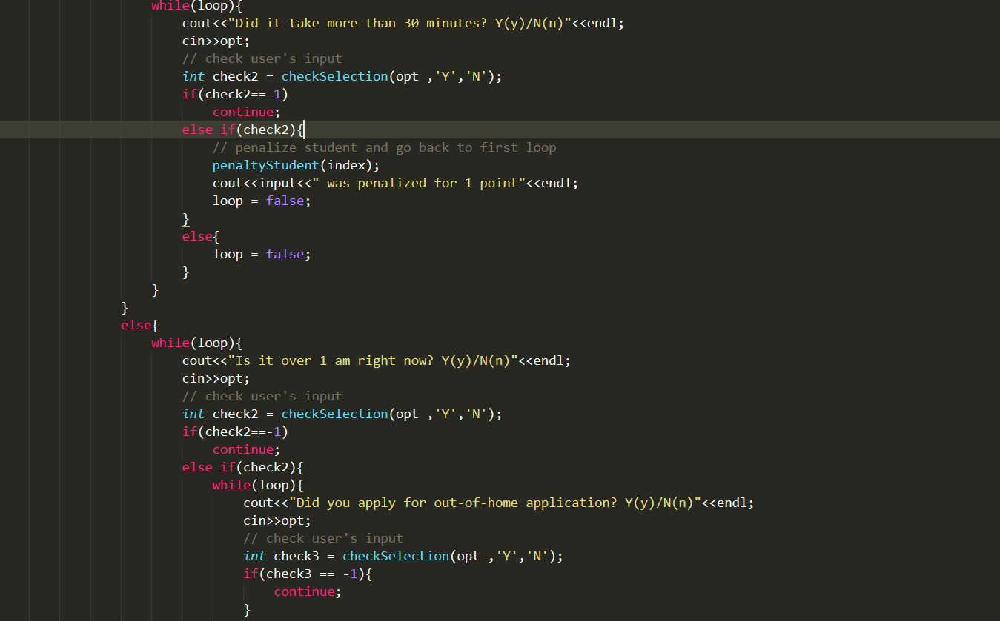 while(loop){
cout<<"Did it take more than 30 minutes? Y(y)/N(n)"<<endl;
cin>>opt;
// check user's input
int check2 = checkSelection(opt ,'Y','N');
if(check2==-1)
continue;
else if(check2){
// penalize student and go back to first loop
penaltyStudent(index);
cout<<input<<" was penalized for 1 point"<<endl;
loop = false;
}
else{
loop = false;
}
}
}
else{
while(loop){
cout<<"Is it over 1 am right now? Y(y)/N(n)"<<endl;
cin>>opt;
// check user's input
int check2 = checkSelection(opt ,'Y','N');
if(check2==-1)
continue;
else if(check2){
while(loop){
cout<<"Did you apply for out-of-home application? Y(y)/N(n)"<<endl;
cin>>opt;
// check user's input
int check3 = checkSelection(opt ,'Y','N');
if(check3 == -1){
continue;
}